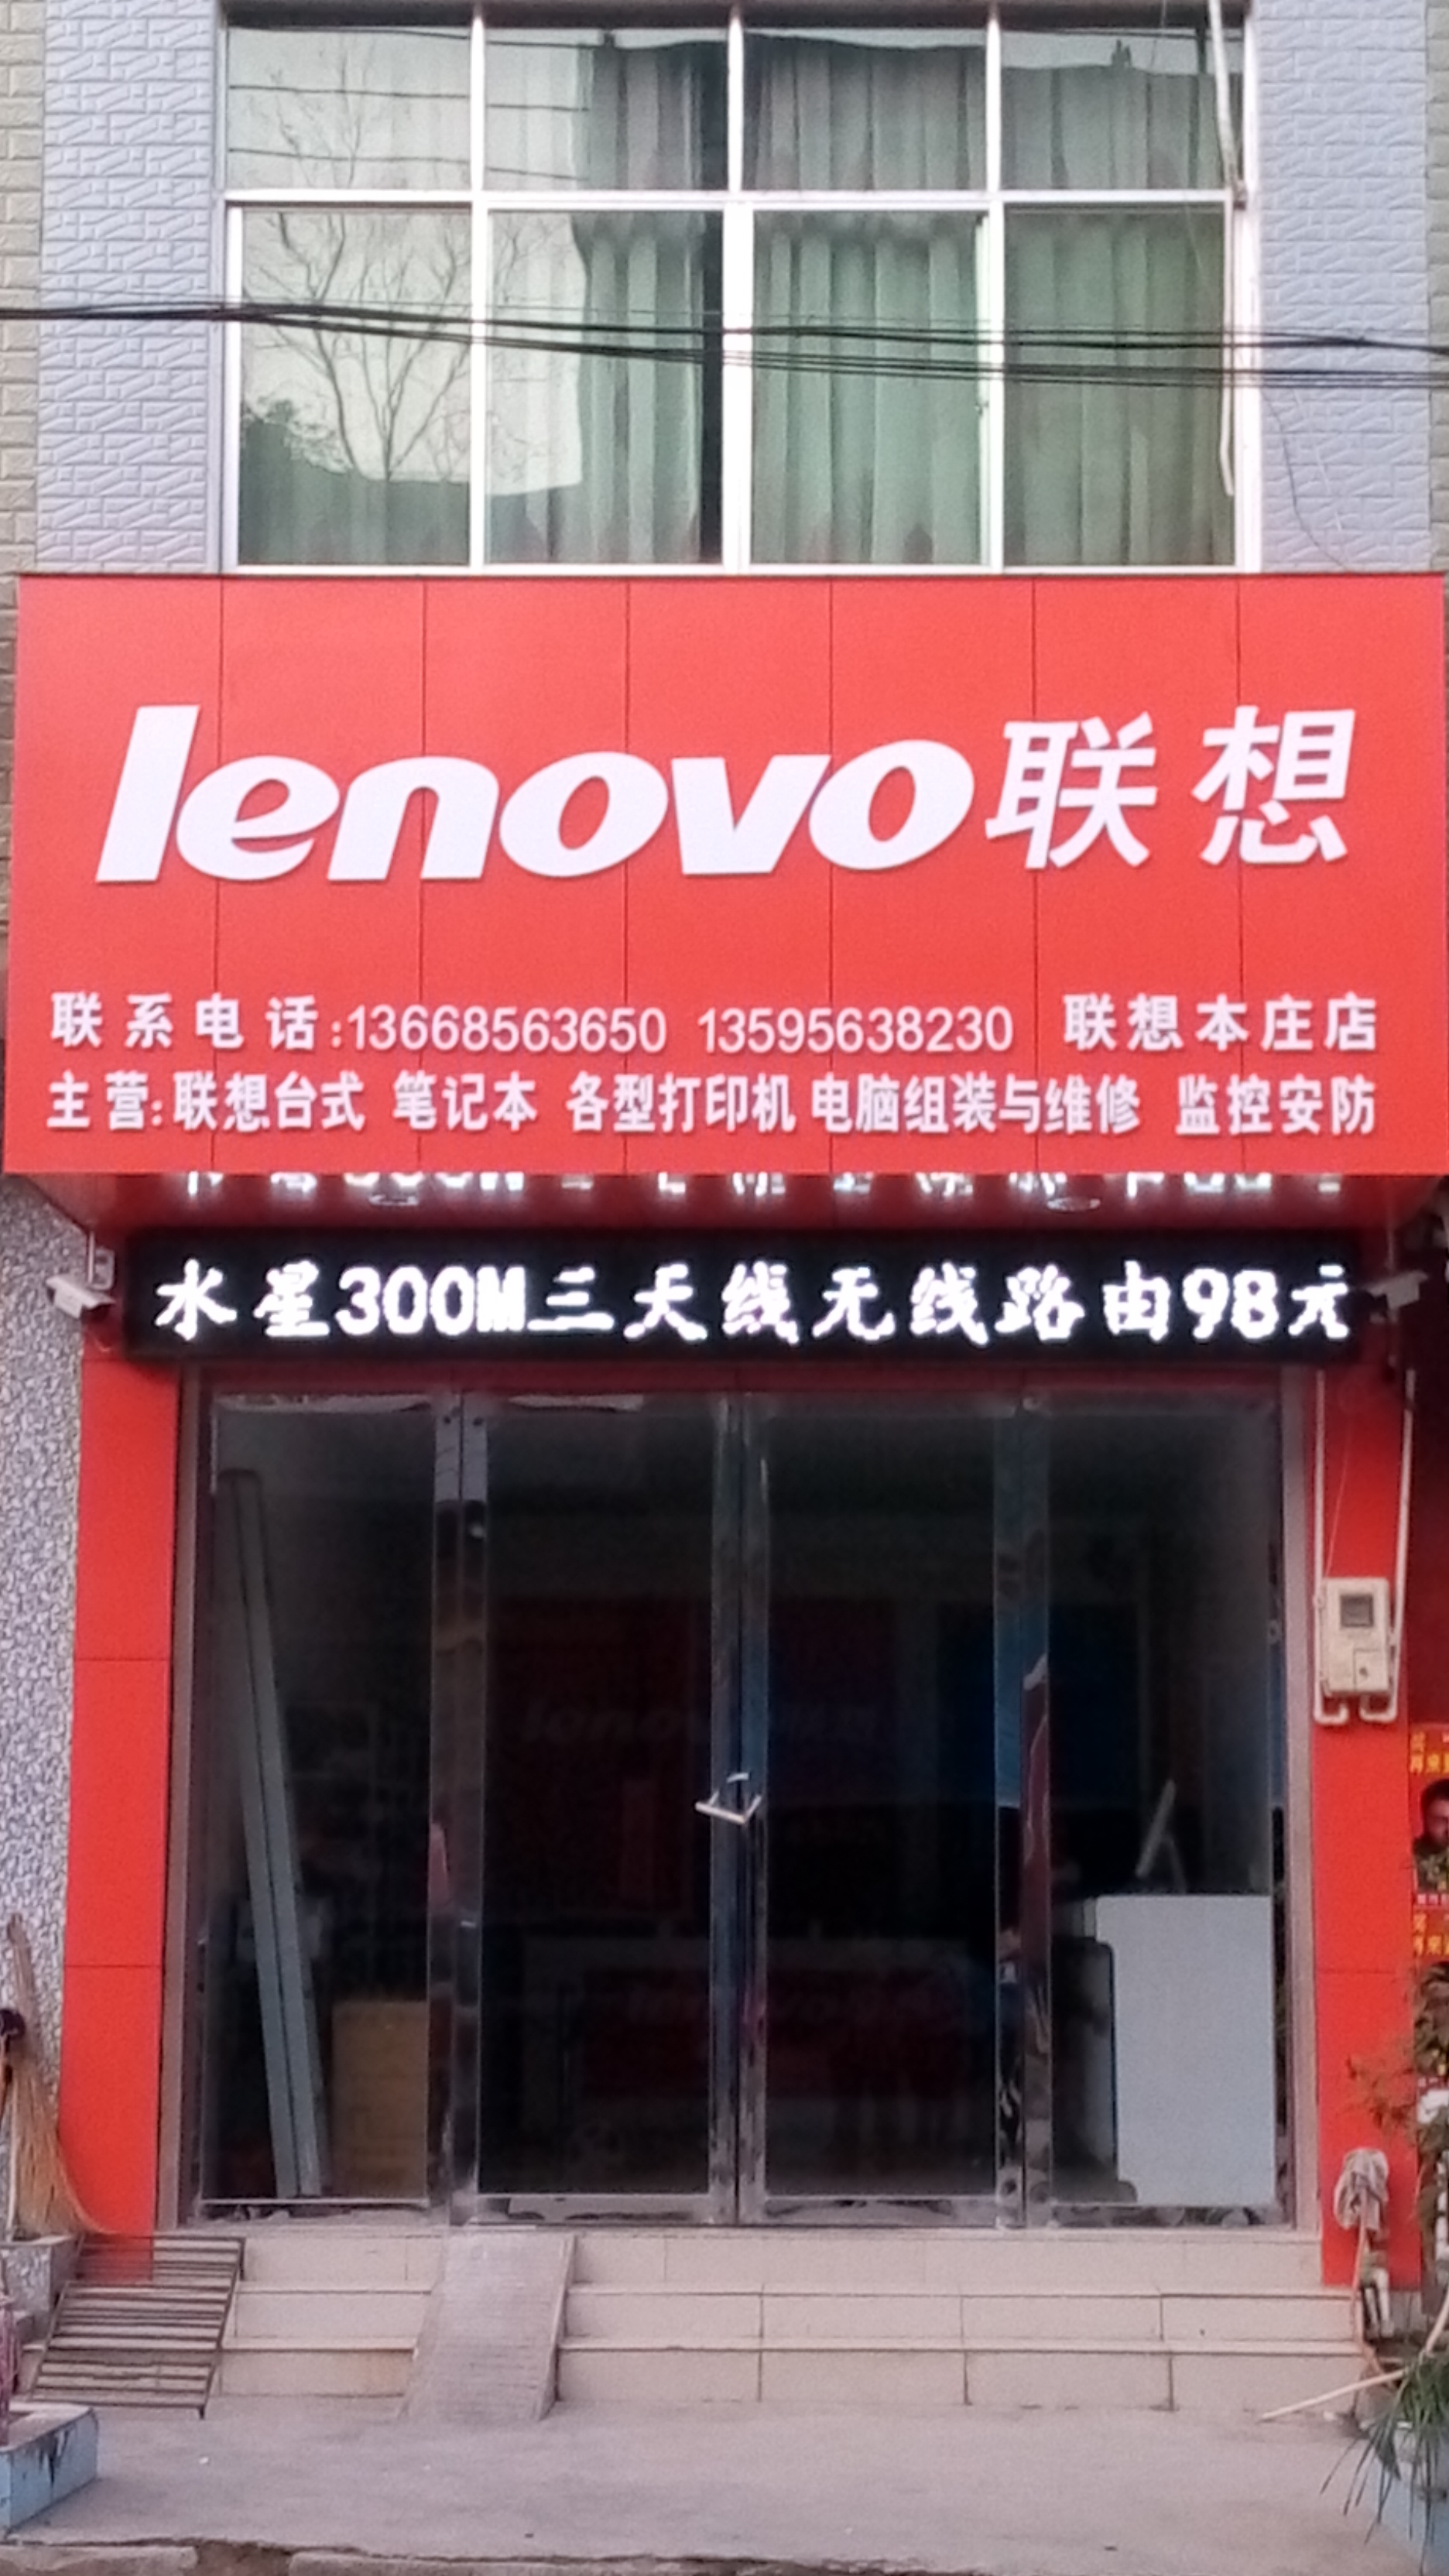 lenovo联想
联系电话:13668563650 13595638230 联想本庄店
主营:联想台式 笔记本 各型打印机 电脑组装与维修 监控安防
水星300M三天线无线路由98元
lenovo
lenovo